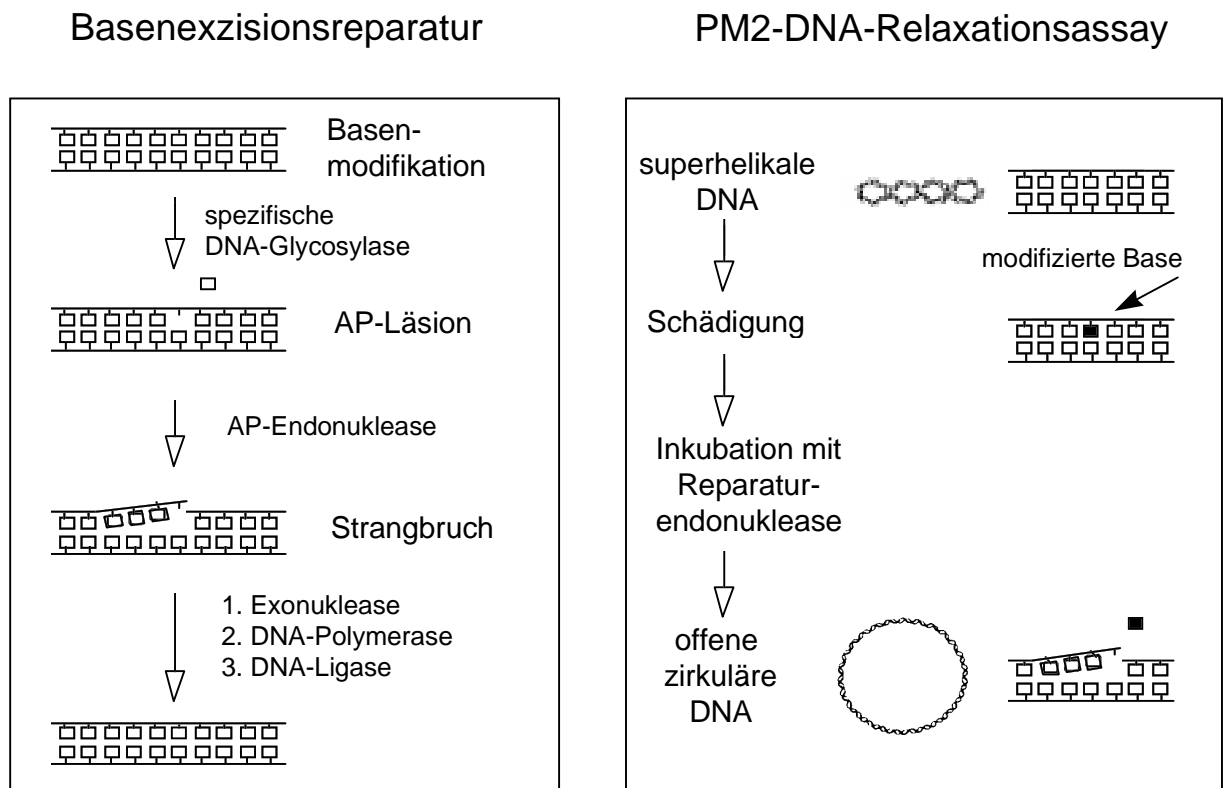 Basenexzisionsreparatur
Basen-
modifikation
spezifische
DNA-Glycosylase
AP-Läsion
AP-Endonuklease
Strangbruch
1. Exonuklease
2. DNA-Polymerase
3. DNA-Ligase
PM2-DNA-Relaxationsassay
superhelikale
DNA
modifizierte Base
Schädigung
Inkubation mit
Reparatur-
endonuklease
offene
zirkuläre
DNA